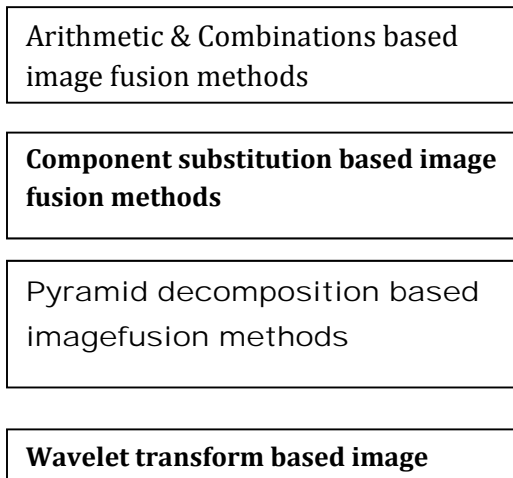 Arithmetic & Combinations based
image fusion methods
Component substitution based image
fusion methods
Pyramid decomposition based
imagefusion methods
Wavelet transform based image